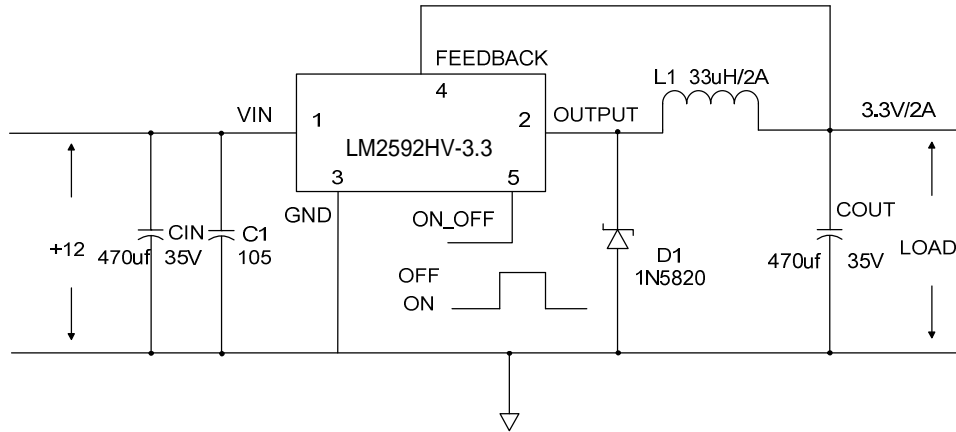 FEEDBACK
L1 33uH/2A
4
VIN
1
2
OUTPUT
3.3V/2A
LM2592HV-3.3
3
5
GND
ON_OFF
COUT
CIN
C1
+12
470uf
35V
105
D1
1N5820
470uf
35V
LOAD
OFF
ON